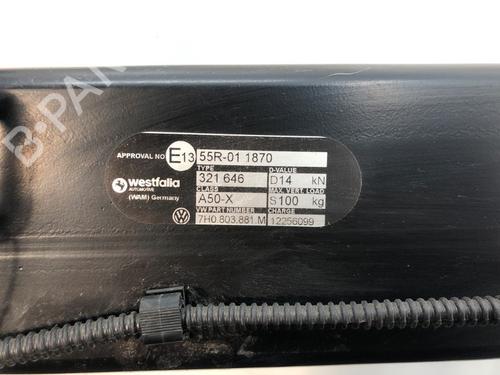 B-PARTS
APPROVAL NO E13 55R-01 1870
TYPE D-VALUE
321 646 D14 kN
westfalia
AUTOMOTIVE
(WAM) Germany
CLASS MAX. VERT. LOAD
A50-X S100 kg
VW PART NUMBER CHARGE
7H0.803.881.M 12256099